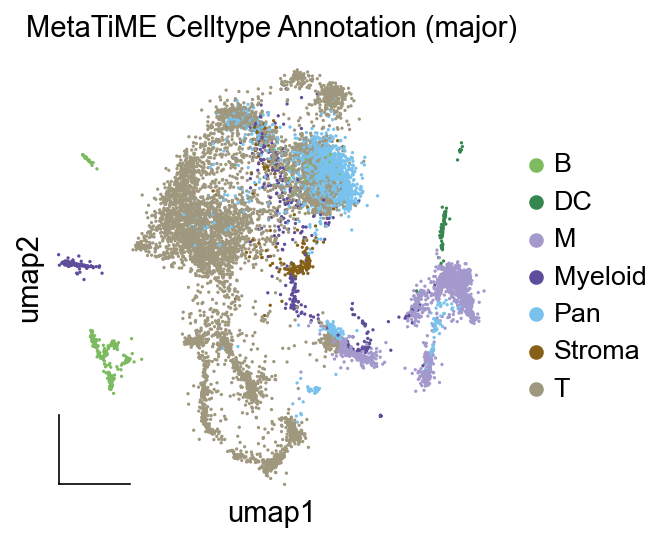 MetaTiME Celltype Annotation (major)
B
DC
M
Myeloid
Pan
Stroma
T
umap2
umap1